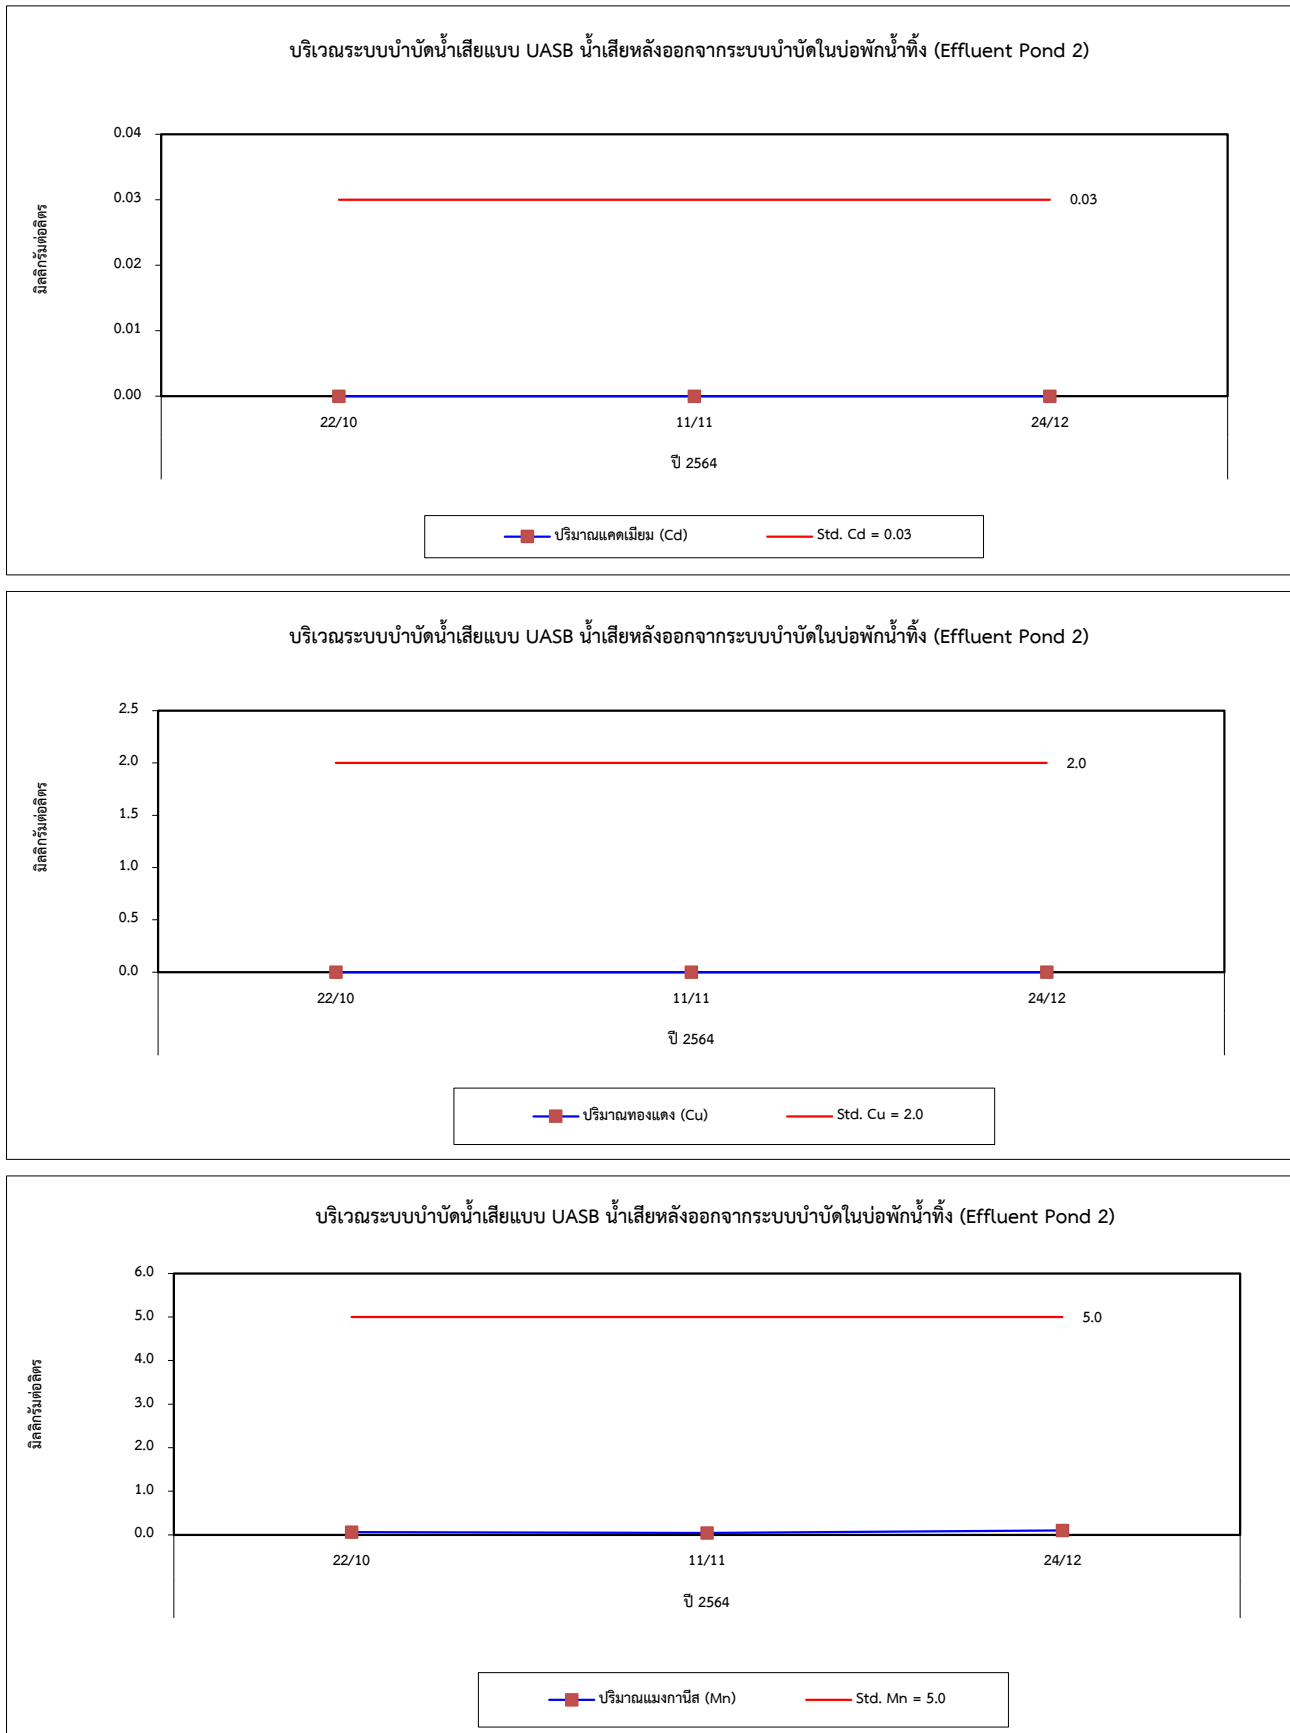 บริเวณระบบบำบัดน้ำเสียแบบ UASB น้ำเสียหลังออกจากระบบบำบัดในบ่อพักน้ำทิ้ง (Effluent Pond 2)
มิลลิกรัมต่อลิตร
0.04
0.03
0.03
0.02
0.01
0.00
22/10 11/11 24/12
ปี 2564
ปริมาณแคดเมียม (Cd) Std. Cd = 0.03
บริเวณระบบบำบัดน้ำเสียแบบ UASB น้ำเสียหลังออกจากระบบบำบัดในบ่อพักน้ำทิ้ง (Effluent Pond 2)
มิลลิกรัมต่อลิตร
2.5
2.0
2.0
1.5
1.0
0.5
0.0
22/10 11/11 24/12
ปี 2564
ปริมาณทองแดง (Cu) Std. Cu = 2.0
บริเวณระบบบำบัดน้ำเสียแบบ UASB น้ำเสียหลังออกจากระบบบำบัดในบ่อพักน้ำทิ้ง (Effluent Pond 2)
มิลลิกรัมต่อลิตร
6.0
5.0
5.0
4.0
3.0
2.0
1.0
0.0
22/10 11/11 24/12
ปี 2564
ปริมาณแมงกานีส (Mn) Std. Mn = 5.0